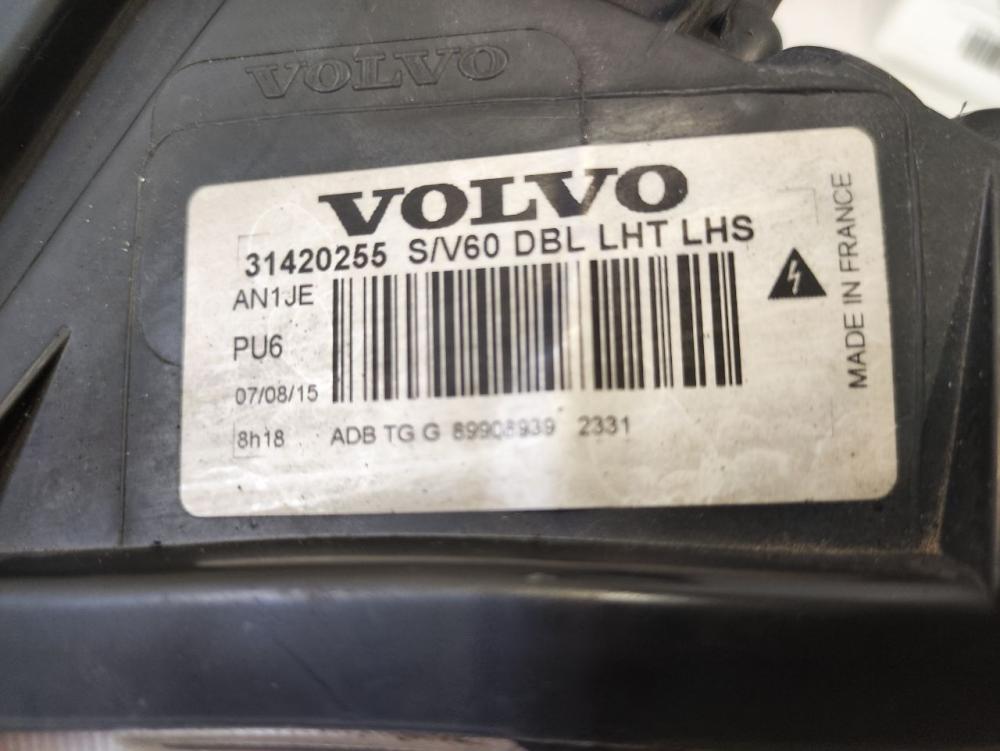 VOLVO
VOLVO
31420255 S/V60 DBL LHT LHS
AN1JE
PU6
07/08/15
8h18 ADB TG G 89908939 2331
MADE IN FRANCE